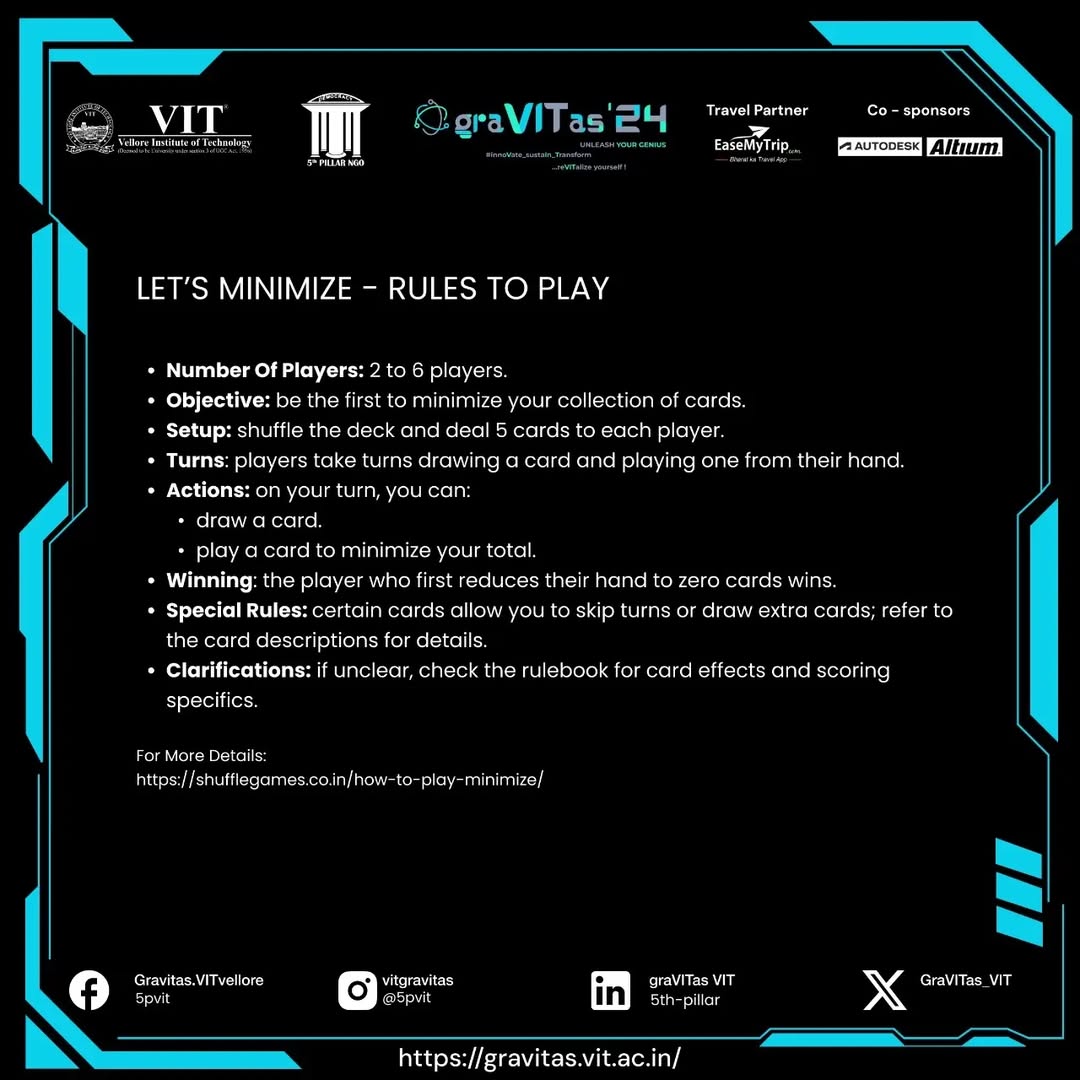 VIT®
Vellore Institute of Technology
(Deemed to be University under section 3 of UGC Act, 1956)
DEMOCRACY
5th PILLAR NGO
graVITas'24
UNLEASH YOUR GENIUS
#innoVate_sustain_Transform
...reVITalize yourself !
Travel Partner
EaseMyTrip.com
Bharat ka Travel App
Co - sponsors
AUTODESK Altium
LET'S MINIMIZE - RULES TO PLAY
• Number Of Players: 2 to 6 players.
• Objective: be the first to minimize your collection of cards.
• Setup: shuffle the deck and deal 5 cards to each player.
• Turns: players take turns drawing a card and playing one from their hand.
• Actions: on your turn, you can:
• draw a card.
• play a card to minimize your total.
• Winning: the player who first reduces their hand to zero cards wins.
• Special Rules: certain cards allow you to skip turns or draw extra cards; refer to
the card descriptions for details.
• Clarifications: if unclear, check the rulebook for card effects and scoring
specifics.
For More Details:
https://shufflegames.co.in/how-to-play-minimize/
Gravitas.VITvellore
5pvit
vitgravitas
@5pvit
graVITas VIT
5th-pillar
GraVITas_VIT
https://gravitas.vit.ac.in/